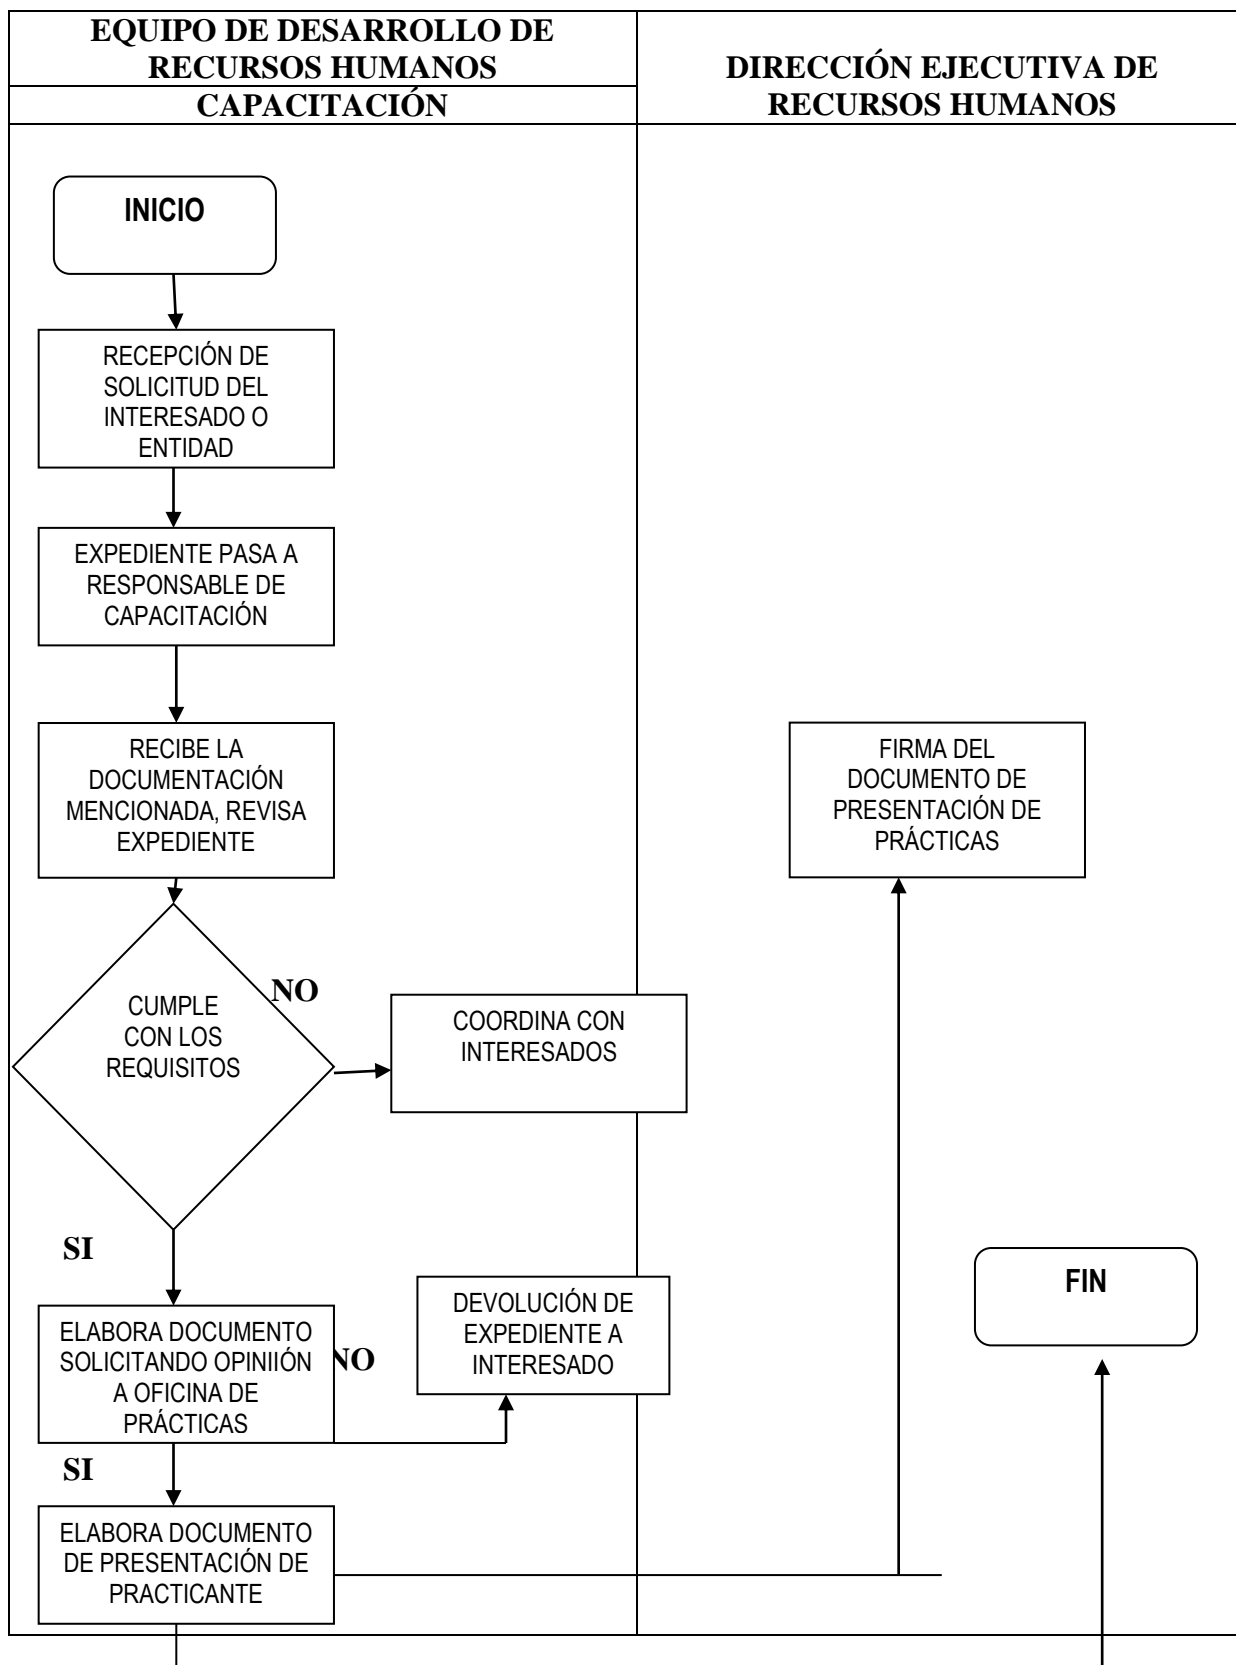 EQUIPO DE DESARROLLO DE
RECURSOS HUMANOS
CAPACITACIÓN
DIRECCIÓN EJECUTIVA DE
RECURSOS HUMANOS
INICIO
RECEPCIÓN DE
SOLICITUD DEL
INTERESADO O
ENTIDAD
EXPEDIENTE PASA A
RESPONSABLE DE
CAPACITACIÓN
RECIBE LA
DOCUMENTACIÓN
MENCIONADA, REVISA
EXPEDIENTE
FIRMA DEL
DOCUMENTO DE
PRESENTACIÓN DE
PRÁCTICAS
CUMPLE
CON LOS
REQUISITOS
NO
COORDINA CON
INTERESADOS
SI
ELABORA DOCUMENTO
SOLICITANDO OPINIIÓN
A OFICINA DE
PRÁCTICAS
NO
DEVOLUCIÓN DE
EXPEDIENTE A
INTERESADO
FIN
SI
ELABORA DOCUMENTO
DE PRESENTACIÓN DE
PRACTICANTE